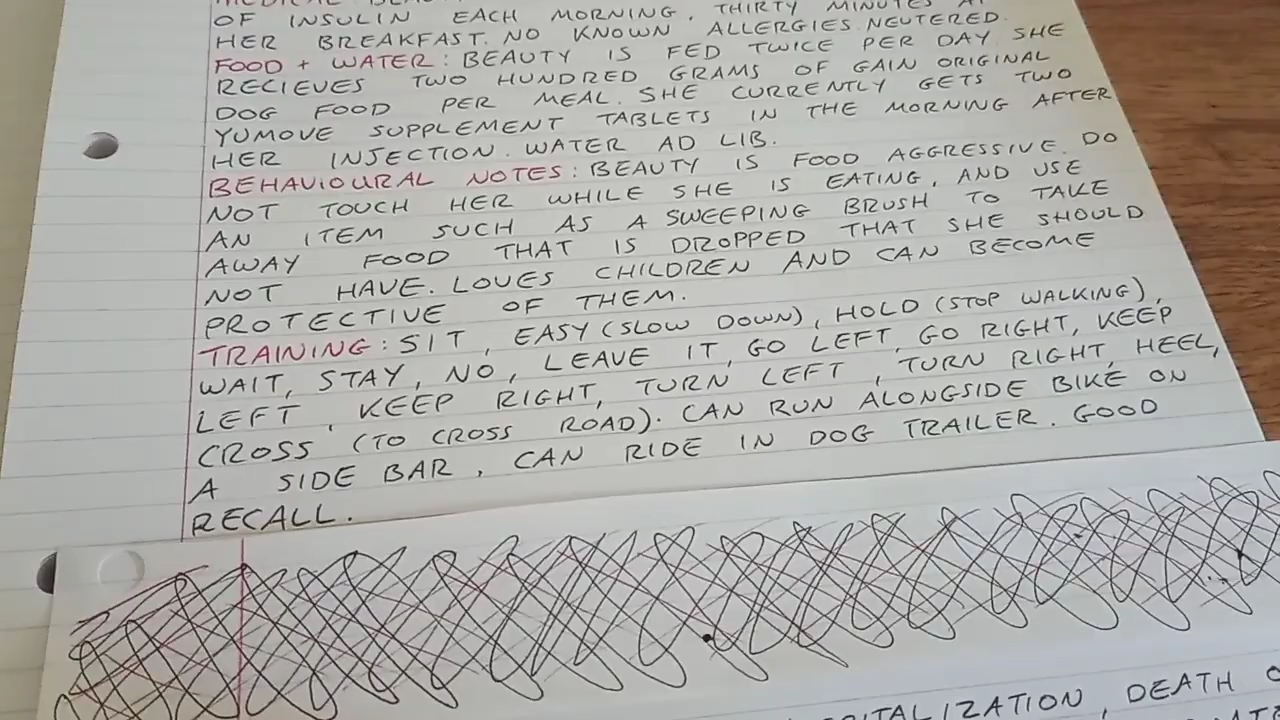 OF INSULIN EACH MORNING. THIRTY MINUTES
HER BREAKFAST. NO KNOWN ALLERGIES. NEUTERED.
FOOD + WATER: BEAUTY IS FED TWICE PER DAY. SHE
RECIEVES TWO HUNDRED GRAMS OF GAIN ORIGINAL
DOG FOOD PER MEAL. SHE CURRENTLY GETS TWO
YUMOVE SUPPLEMENT TABLETS IN THE MORNING AFTER
HER INJECTION. WATER AD LIB.
BEHAVIOURAL NOTES: BEAUTY IS FOOD AGGRESSIVE. DO
NOT TOUCH HER WHILE SHE IS EATING, AND USE
AN ITEM SUCH AS A SWEEPING BRUSH TO TAKE
AWAY FOOD THAT IS DROPPED THAT SHE SHOULD
NOT HAVE. LOVES CHILDREN AND CAN BECOME
PROTECTIVE OF THEM.
TRAINING: SIT, EASY (SLOW DOWN), HOLD (STOP WALKING),
WAIT, STAY, NO, LEAVE IT, GO LEFT, GO RIGHT, KEEP
LEFT, KEEP RIGHT, TURN LEFT, TURN RIGHT, HEEL,
CROSS (TO CROSS ROAD). CAN RUN ALONGSIDE BIKE ON
A SIDE BAR, CAN RIDE IN DOG TRAILER. GOOD
RECALL.
DEATH